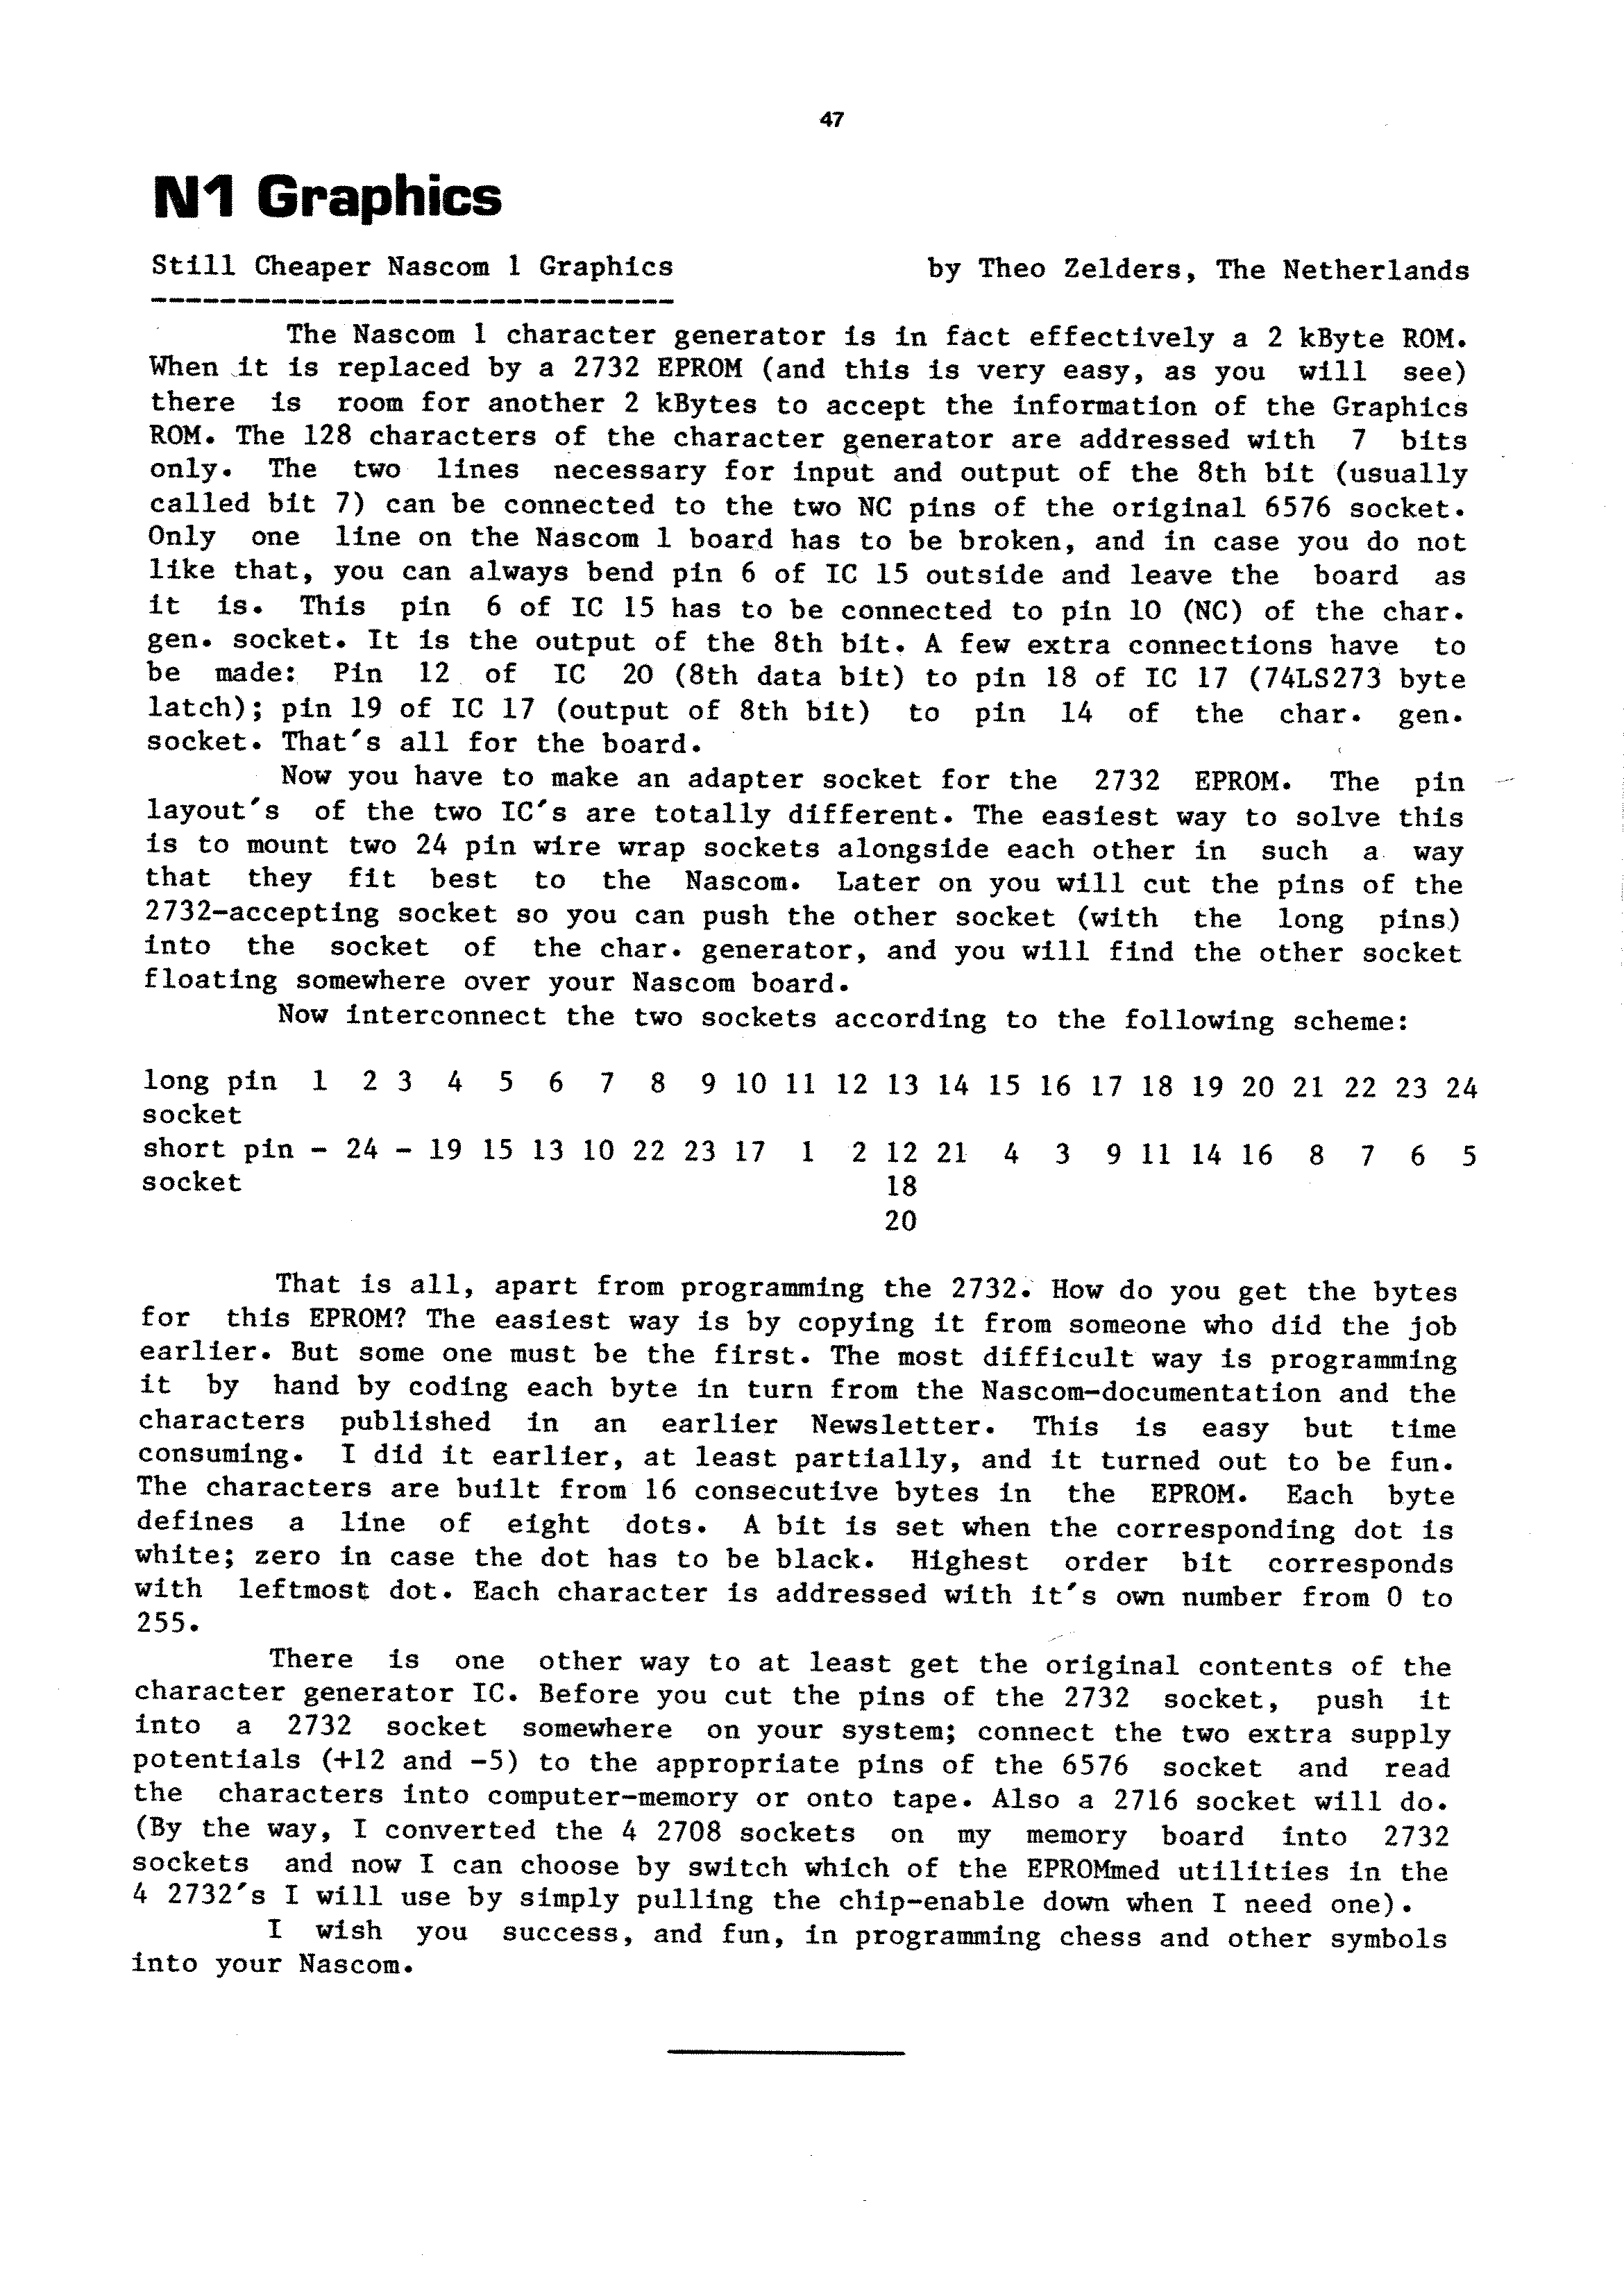 47
N1 Graphics
Still Cheaper Nascom 1 Graphics by Theo Zelders, The Netherlands
-------------------------------
The Nascom 1 character generator is in fact effectively a 2 kByte ROM.
When it is replaced by a 2732 EPROM (and this is very easy, as you will see)
there is room for another 2 kBytes to accept the information of the Graphics
ROM. The 128 characters of the character generator are addressed with 7 bits
only. The two lines necessary for input and output of the 8th bit (usually
called bit 7) can be connected to the two NC pins of the original 6576 socket.
Only one line on the Nascom 1 board has to be broken, and in case you do not
like that, you can always bend pin 6 of IC 15 outside and leave the board as
it is. This pin 6 of IC 15 has to be connected to pin 10 (NC) of the char.
gen. socket. It is the output of the 8th bit. A few extra connections have to
be made: Pin 12 of IC 20 (8th data bit) to pin 18 of IC 17 (74LS273 byte
latch); pin 19 of IC 17 (output of 8th bit) to pin 14 of the char. gen.
socket. That's all for the board.
Now you have to make an adapter socket for the 2732 EPROM. The pin
layout's of the two IC's are totally different. The easiest way to solve this
is to mount two 24 pin wire wrap sockets alongside each other in such a way
that they fit best to the Nascom. Later on you will cut the pins of the
2732-accepting socket so you can push the other socket (with the long pins)
into the socket of the char. generator, and you will find the other socket
floating somewhere over your Nascom board.
Now interconnect the two sockets according to the following scheme:
long pin 1 2 3 4 5 6 7 8 9 10 11 12 13 14 15 16 17 18 19 20 21 22 23 24
socket
short pin - 24 - 19 15 13 10 22 23 17 1 2 12 21 4 3 9 11 14 16 8 7 6 5
socket 18
20
That is all, apart from programming the 2732. How do you get the bytes
for this EPROM? The easiest way is by copying it from someone who did the job
earlier. But some one must be the first. The most difficult way is programming
it by hand by coding each byte in turn from the Nascom-documentation and the
characters published in an earlier Newsletter. This is easy but time
consuming. I did it earlier, at least partially, and it turned out to be fun.
The characters are built from 16 consecutive bytes in the EPROM. Each byte
defines a line of eight dots. A bit is set when the corresponding dot is
white; zero in case the dot has to be black. Highest order bit corresponds
with leftmost dot. Each character is addressed with it's own number from 0 to
255.
There is one other way to at least get the original contents of the
character generator IC. Before you cut the pins of the 2732 socket, push it
into a 2732 socket somewhere on your system; connect the two extra supply
potentials (+12 and -5) to the appropriate pins of the 6576 socket and read
the characters into computer-memory or onto tape. Also a 2716 socket will do.
(By the way, I converted the 4 2708 sockets on my memory board into 2732
sockets and now I can choose by switch which of the EPROMmed utilities in the
4 2732's I will use by simply pulling the chip-enable down when I need one).
I wish you success, and fun, in programming chess and other symbols
into your Nascom.